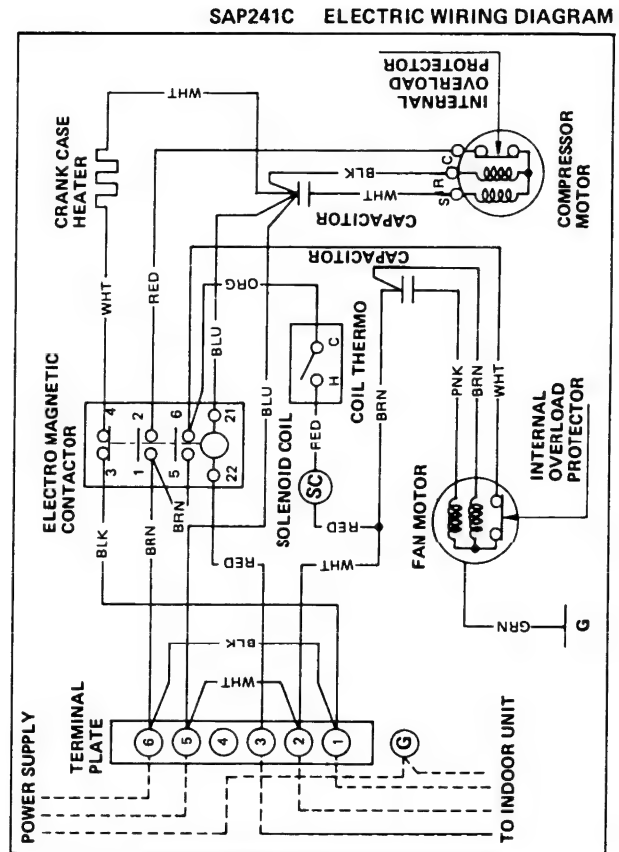 SAP241C ELECTRIC WIRING DIAGRAM
INTERNAL
OVERLOAD
PROTECTOR
WHT
CRANK CASE
HEATER
C
BLK
R
WHT
S
CAPACITOR
COMPRESSOR
MOTOR
CAPACITOR
WHT
RED
ORG
BLU
BLU
C
H
COIL THERMO
BRN
PNK
BRN
WHT
ELECTRO MAGNETIC
CONTACTOR
4
2
6
21
3
1
5
22
RED
SOLENOID COIL
SC
RED
INTERNAL
OVERLOAD
PROTECTOR
FAN MOTOR
BLK
BRN
BRN
RED
WHT
GRN
G
BLK
WHT
TERMINAL
PLATE
6
5
4
3
2
1
G
POWER SUPPLY
TO INDOOR UNIT